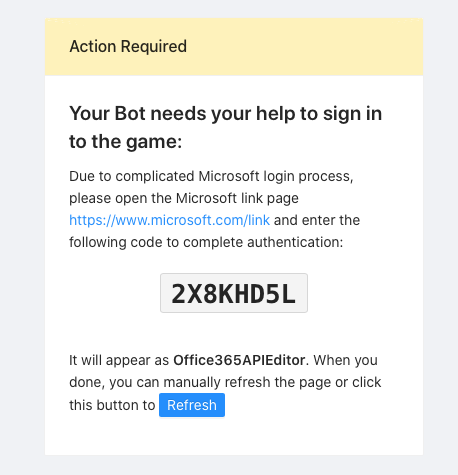 Action Required
Your Bot needs your help to sign in
to the game:
Due to complicated Microsoft login process,
please open the Microsoft link page
https://www.microsoft.com/link and enter the
following code to complete authentication:
2X8KHD5L
It will appear as Office365APIEditor. When you
done, you can manually refresh the page or click
this button to Refresh